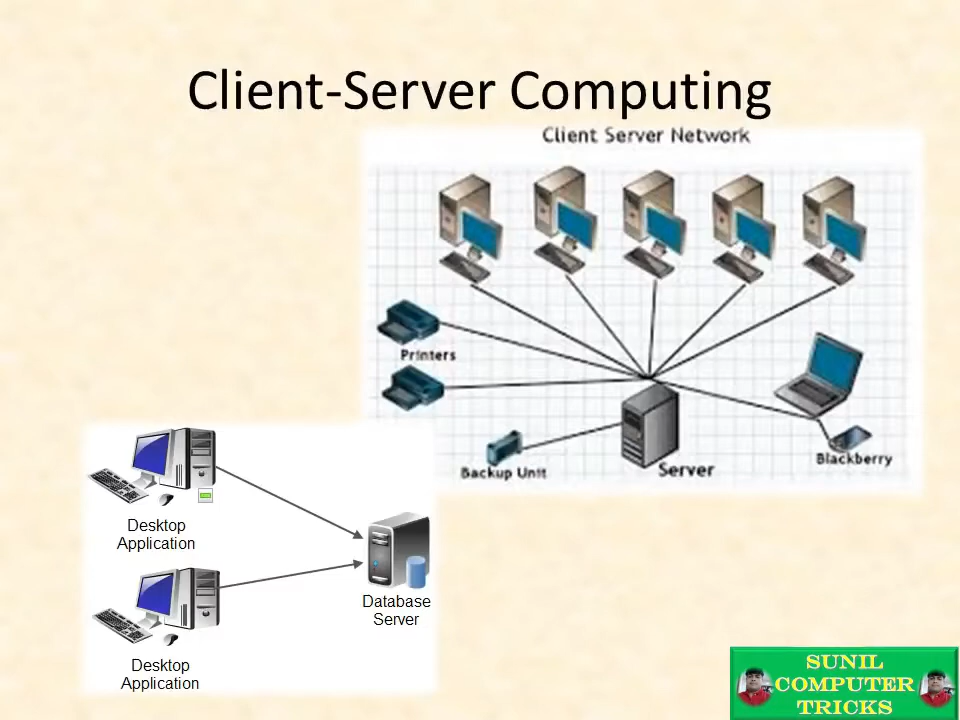 Client-Server Computing
Client Server Network
Printers
Backup Unit
Server
Blackberry
Desktop
Application
Database
Server
Desktop
Application
SUNIL
COMPUTER
TRICKS